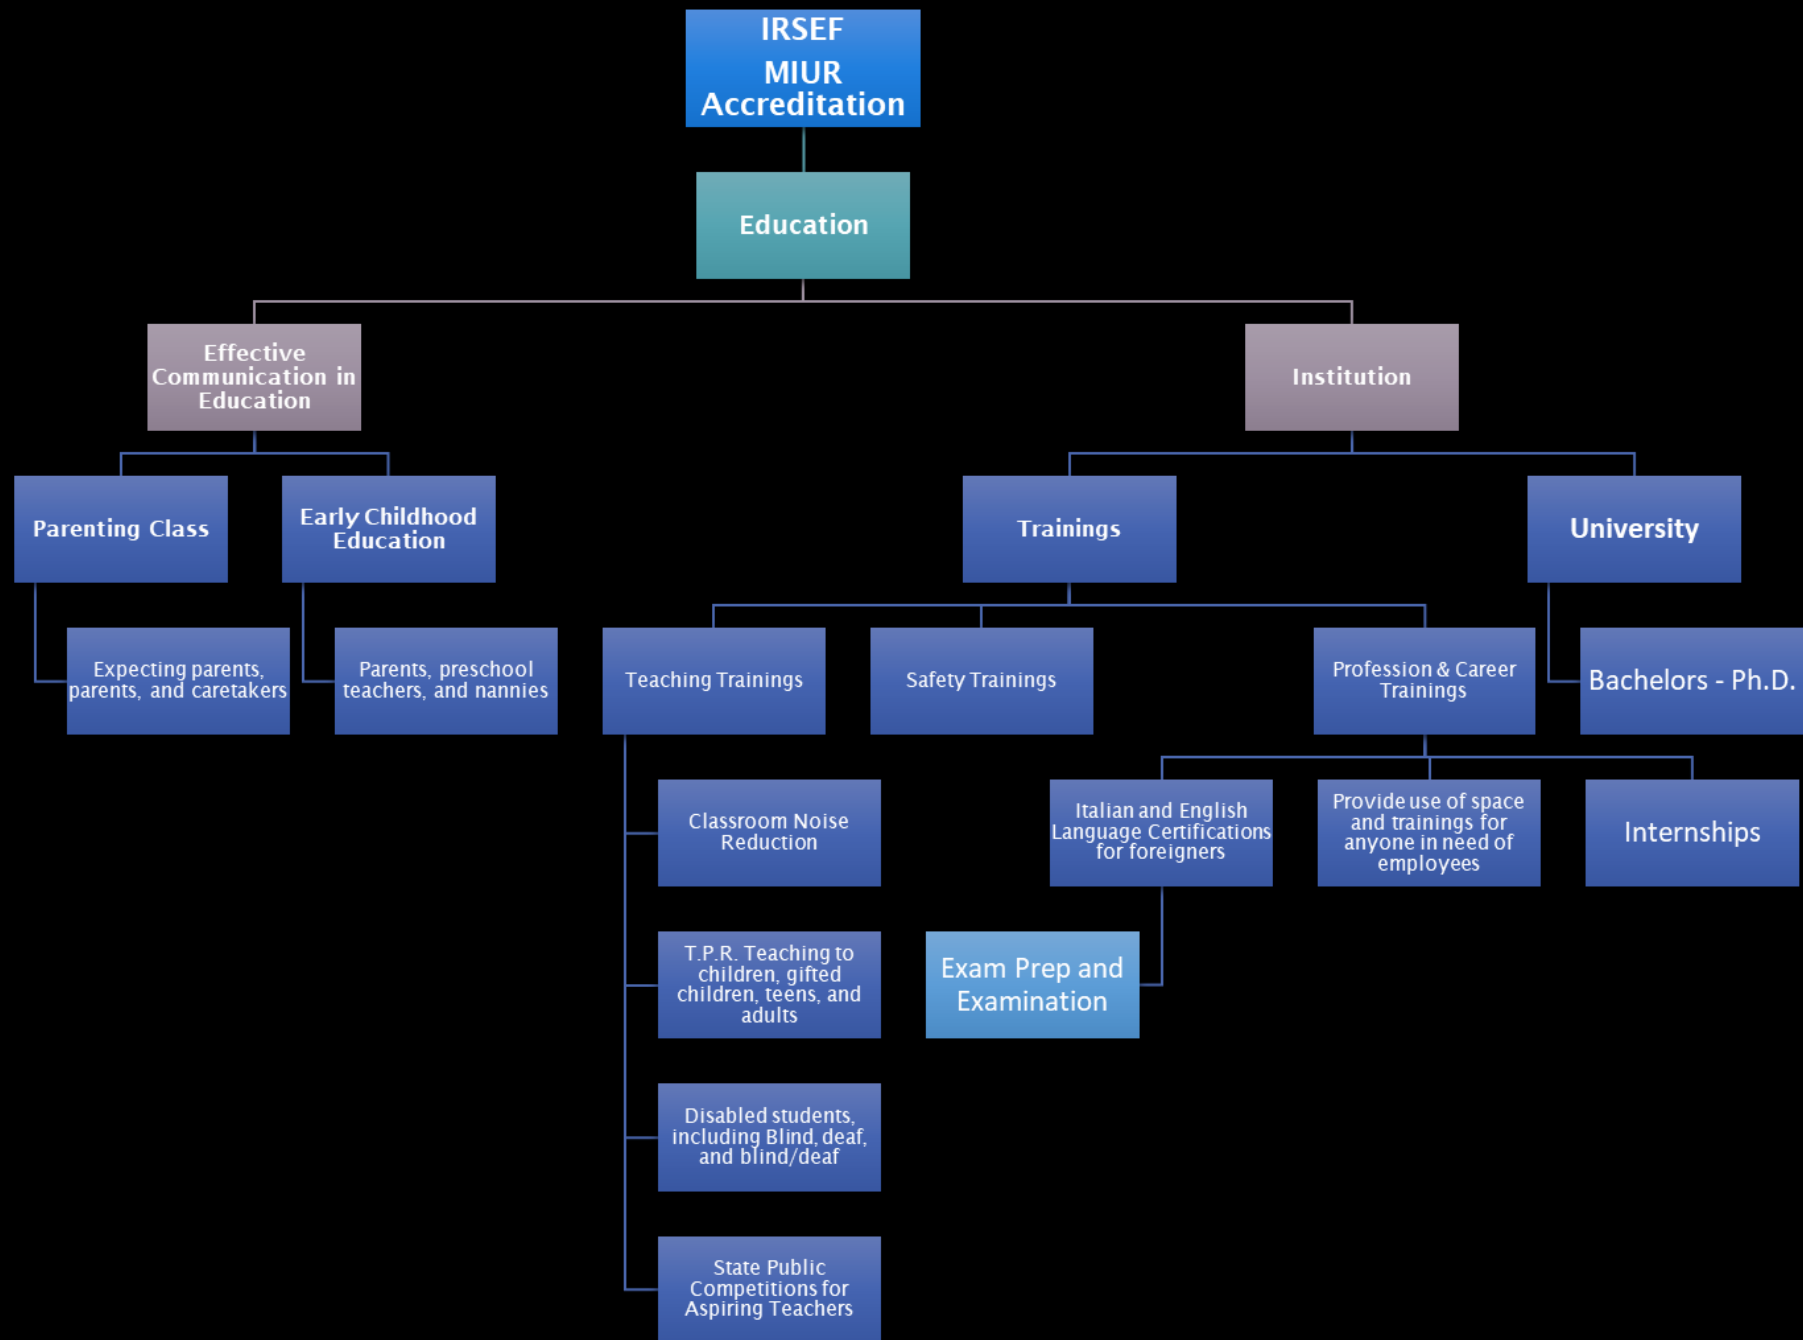 IRSEF
MIUR
Accreditation
Education
Effective
Communication in
Education
Institution
Parenting Class
Early Childhood
Education
Trainings
University
Expecting parents,
parents, and caretakers
Parents, preschool
teachers, and nannies
Teaching Trainings
Safety Trainings
Profession & Career
Trainings
Bachelors - Ph.D.
Classroom Noise
Reduction
Italian and English
Language Certifications
for foreigners
Provide use of space
and trainings for
anyone in need of
employees
Internships
T.P.R. Teaching to
children, gifted
children, teens, and
adults
Exam Prep and
Examination
Disabled students,
including Blind, deaf,
and blind/deaf
State Public
Competitions for
Aspiring Teachers